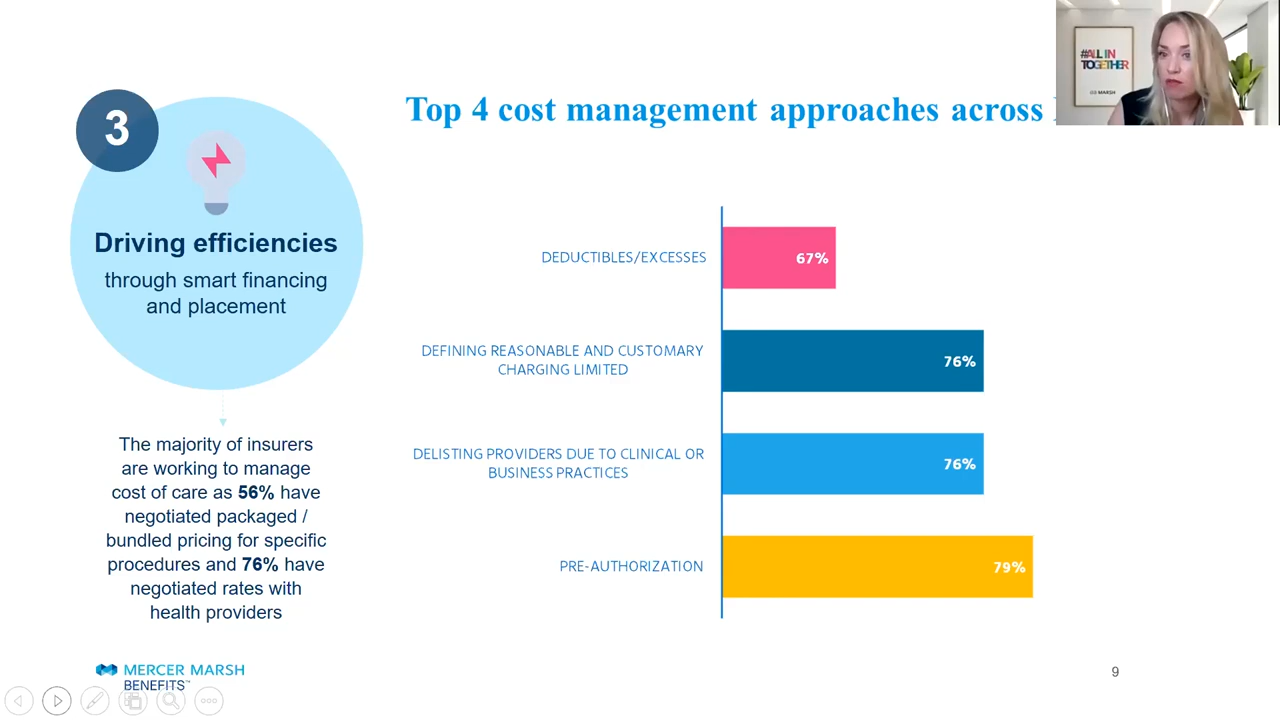 #ALL IN
TOGETHER
MARSH
Top 4 cost management approaches across
3
Driving efficiencies
through smart financing
and placement
The majority of insurers
are working to manage
cost of care as 56% have
negotiated packaged /
bundled pricing for specific
procedures and 76% have
negotiated rates with
health providers
DEDUCTIBLES/EXCESSES
67%
DEFINING REASONABLE AND CUSTOMARY
CHARGING LIMITED
76%
DELISTING PROVIDERS DUE TO CLINICAL OR
BUSINESS PRACTICES
76%
PRE-AUTHORIZATION
79%
MERCER MARSH
BENEFITS™
9